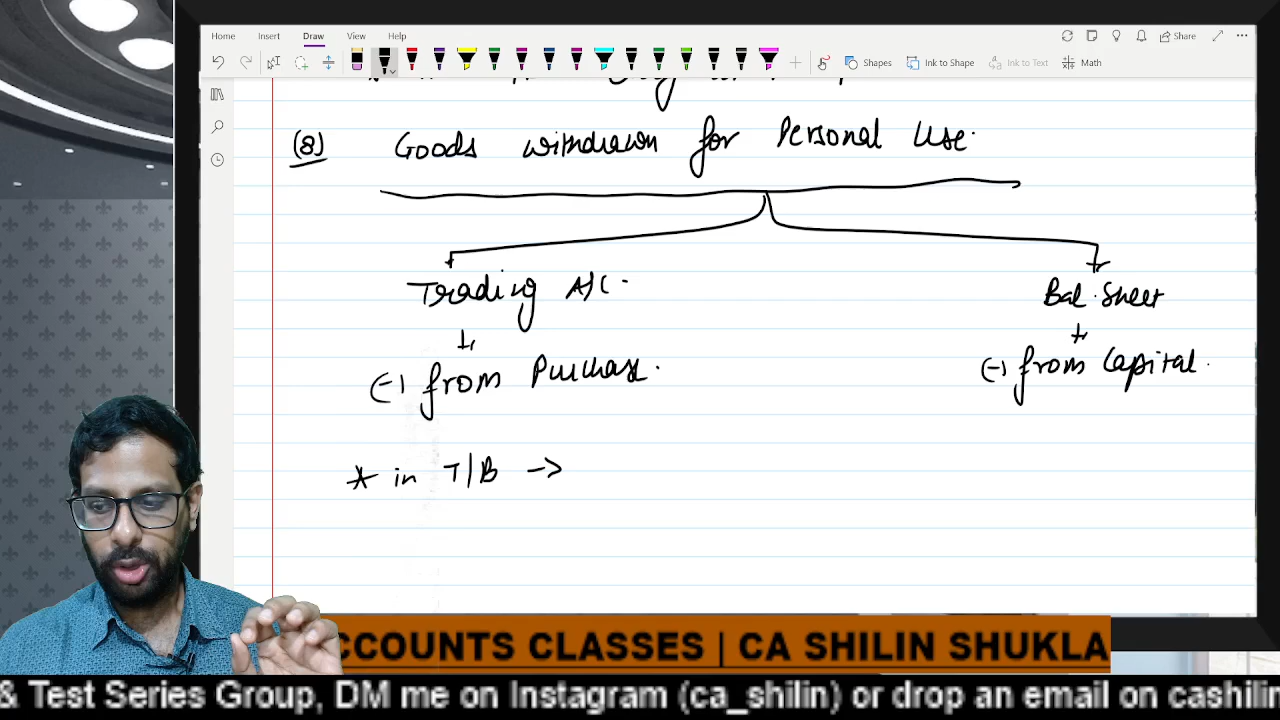 Home Insert Draw View Help
Share
Shapes Ink to Shape Ink to Text Math
(8) Goods withdrawn for Personal Use.
Trading A/C. Bal. Sheet
(-) from Purchase. (-) from Capital.
* in T/B ->
CCOUNTS CLASSES | CA SHILIN SHUKLA
& Test Series Group, DM me on Instagram (ca_shilin) or drop an email on cashilin